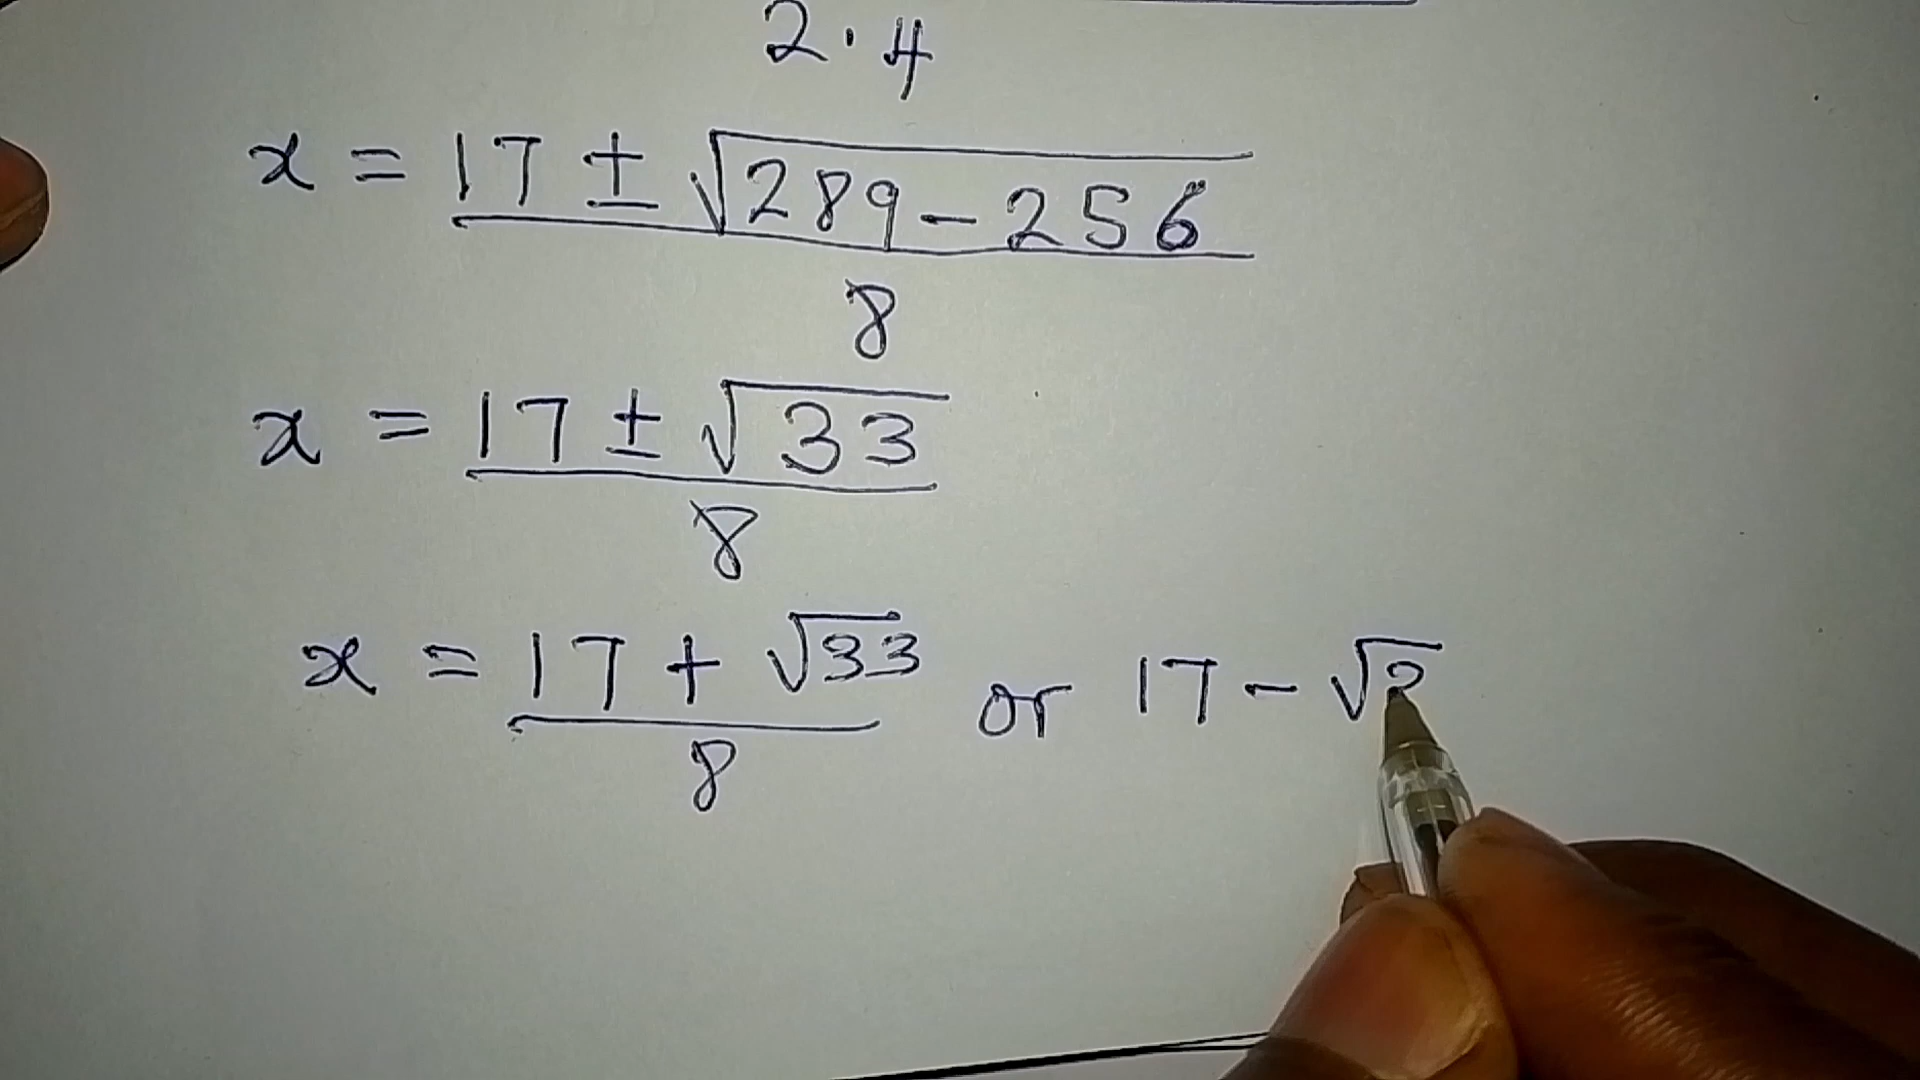 2·4
x = 17 ± √289 - 256
8
x = 17 ± √33
8
x = 17 + √33 or 17 - √
8